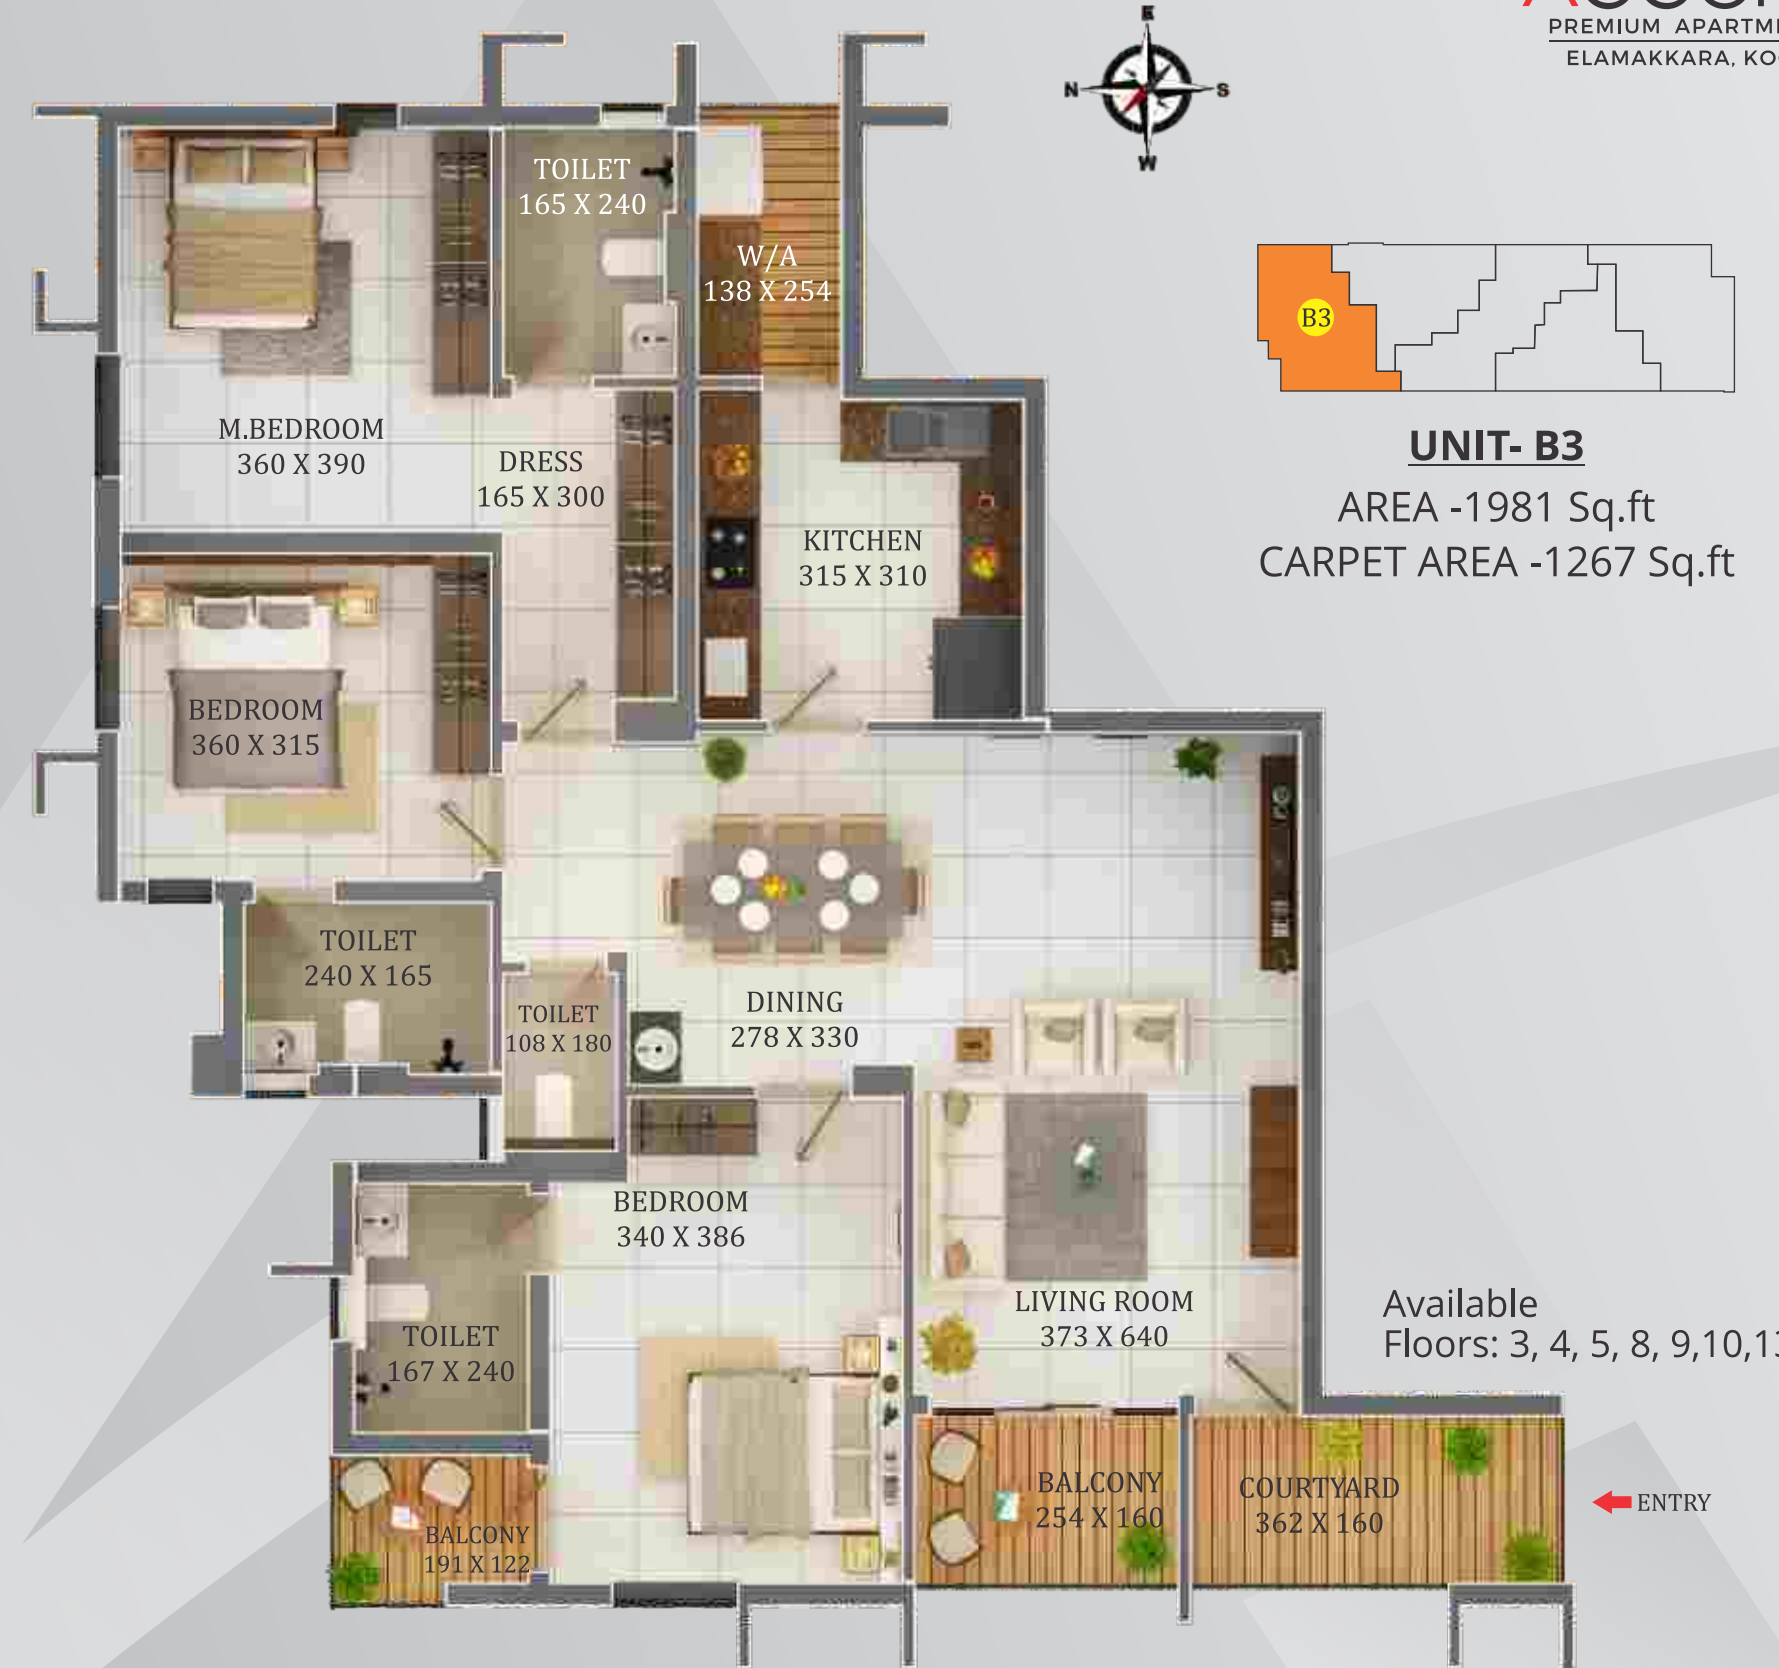 PREMIUM APARTM
ELAMAKKARA, KO
E
N
S
W
TOILET
165 X 240
W/A
138 X 254
B3
M.BEDROOM
360 X 390
DRESS
165 X 300
UNIT- B3
AREA -1981 Sq.ft
CARPET AREA -1267 Sq.ft
KITCHEN
315 X 310
BEDROOM
360 X 315
TOILET
240 X 165
TOILET
108 X 180
DINING
278 X 330
BEDROOM
340 X 386
LIVING ROOM
373 X 640
Available
Floors: 3, 4, 5, 8, 9,10,13
TOILET
167 X 240
BALCONY
254 X 160
COURTYARD
362 X 160
ENTRY
BALCONY
191 X 122